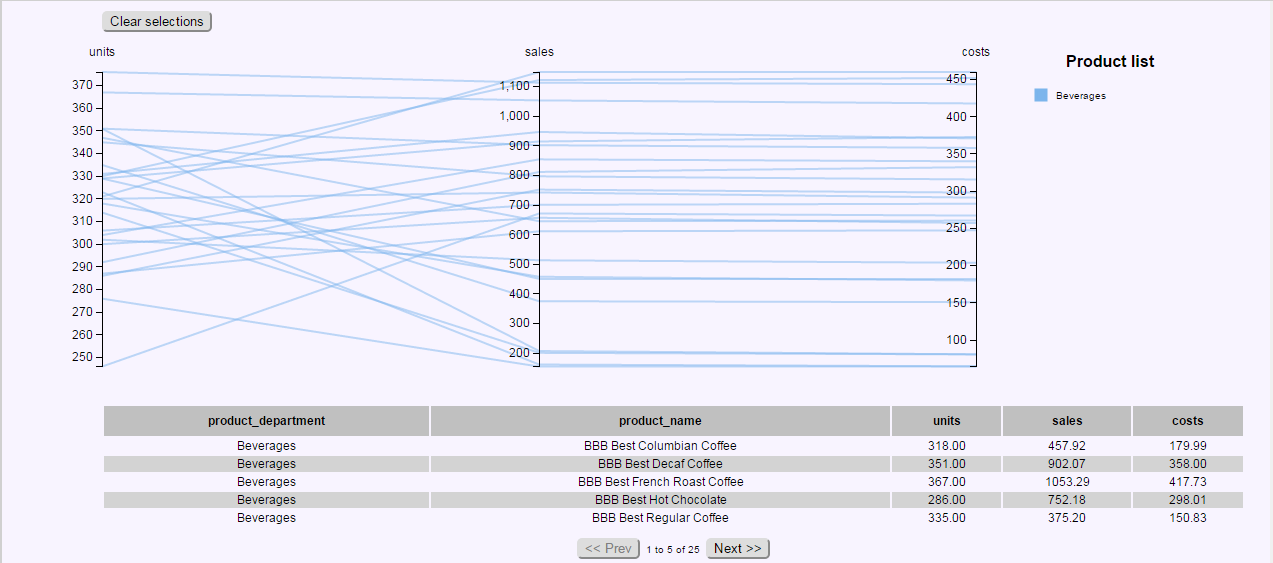 Clear selections
units sales costs
Product list
Beverages
370
360
350
340
330
320
310
300
290
280
270
260
250
1,100
1,000
900
800
700
600
500
400
300
200
450
400
350
300
250
200
150
100
product_department product_name units sales costs
Beverages BBB Best Columbian Coffee 318.00 457.92 179.99
Beverages BBB Best Decaf Coffee 351.00 902.07 358.00
Beverages BBB Best French Roast Coffee 367.00 1053.29 417.73
Beverages BBB Best Hot Chocolate 286.00 752.18 298.01
Beverages BBB Best Regular Coffee 335.00 375.20 150.83
<< Prev 1 to 5 of 25 Next >>